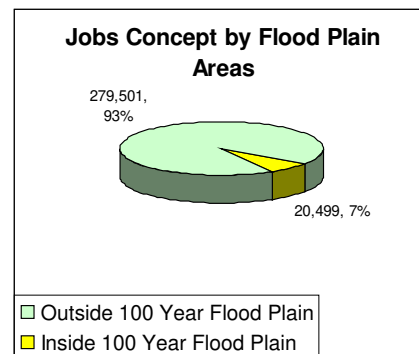 Jobs Concept by Flood Plain
Areas
279,501,
93%
20,499, 7%
Outside 100 Year Flood Plain
Inside 100 Year Flood Plain